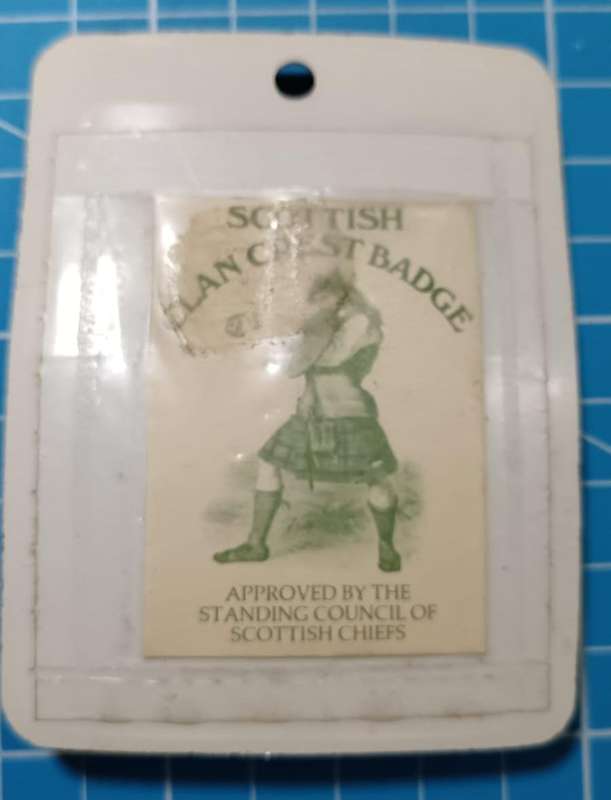 SCOTTISH
CLAN CREST BADGE
APPROVED BY THE
STANDING COUNCIL OF
SCOTTISH CHIEFS